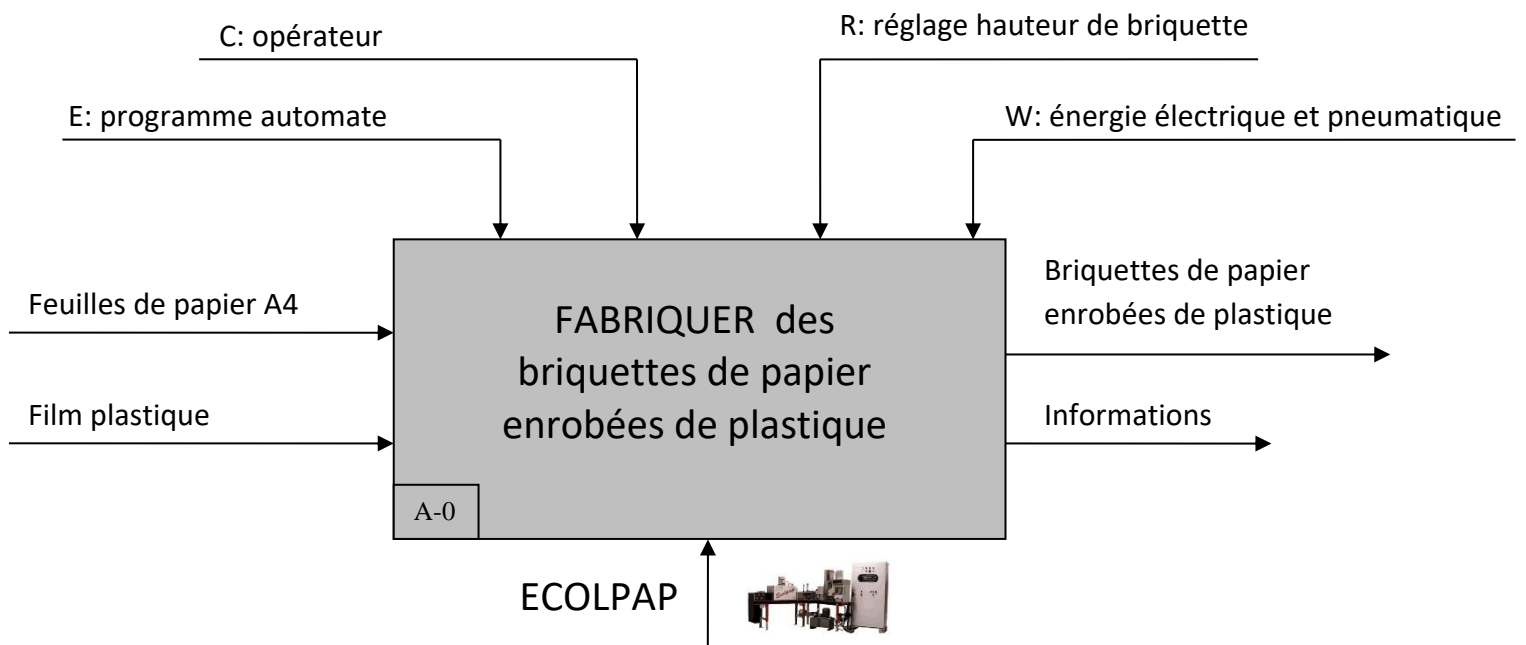 C: opérateur
R: réglage hauteur de briquette
E: programme automate
W: énergie électrique et pneumatique
Feuilles de papier A4
Film plastique
FABRIQUER des
briquettes de papier
enrobées de plastique
A-0
Briquettes de papier
enrobées de plastique
Informations
ECOLPAP